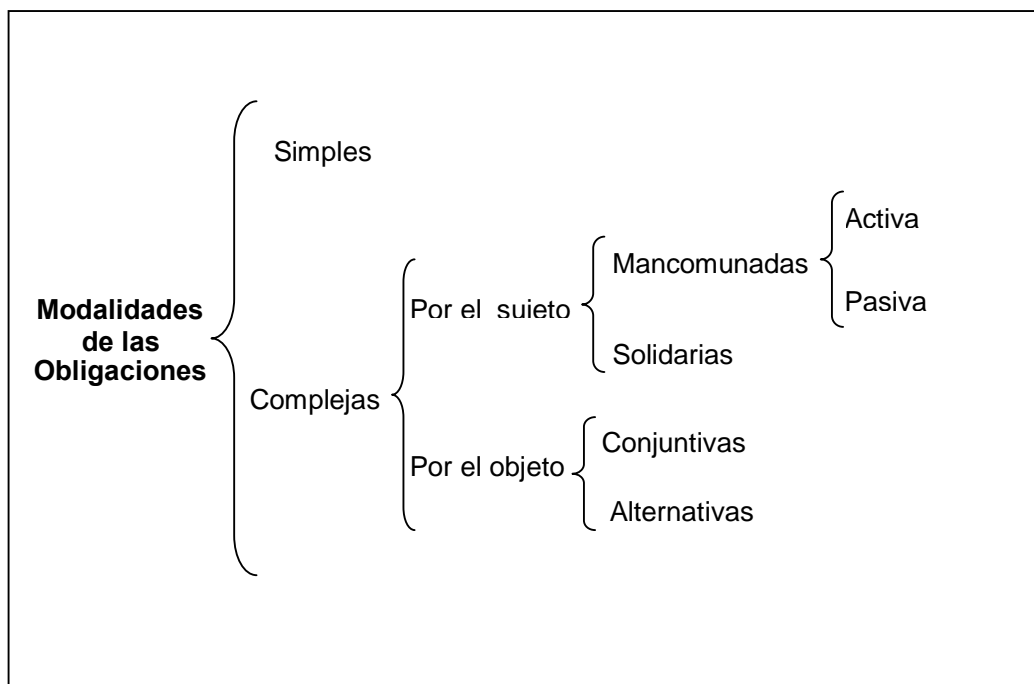 Modalidades
de las
Obligaciones
Simples
Complejas
Por el sujeto
Mancomunadas
Activa
Pasiva
Solidarias
Por el objeto
Conjuntivas
Alternativas